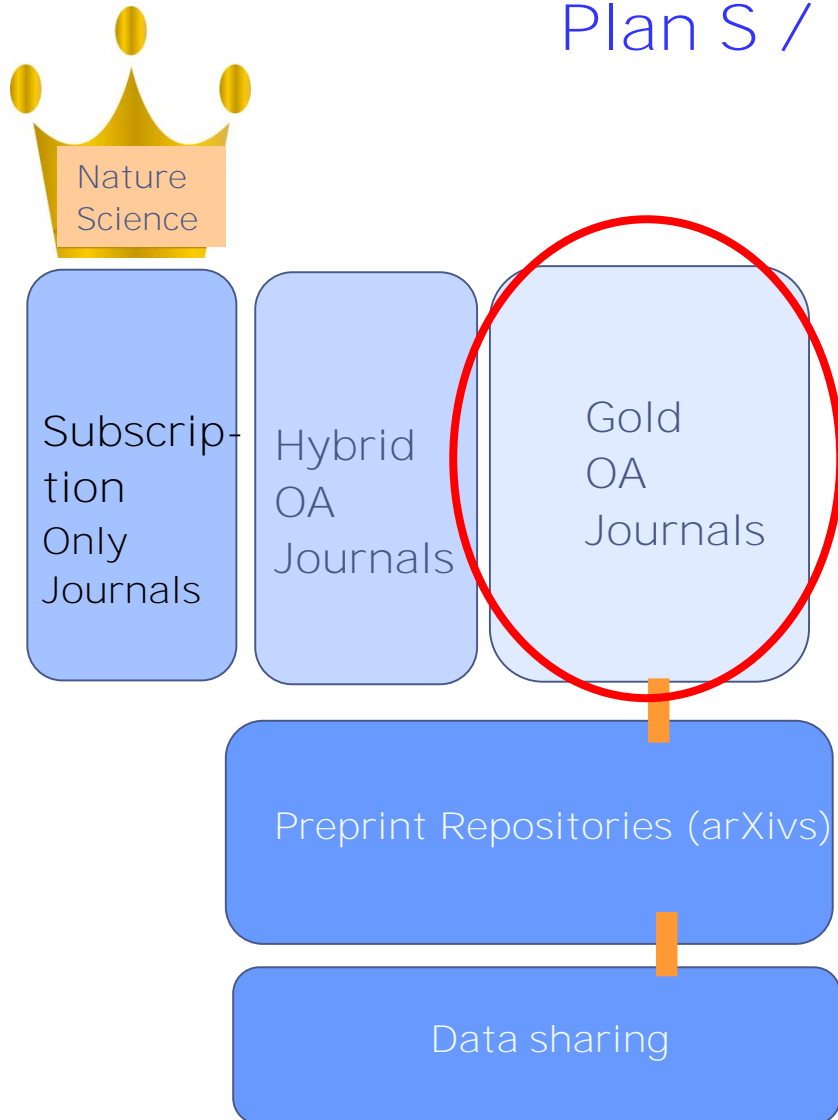 Plan S /
Nature
Science
Subscrip-
tion
Only
Journals
Hybrid
OA
Journals
Gold
OA
Journals
Preprint Repositories (arXivs)
Data sharing